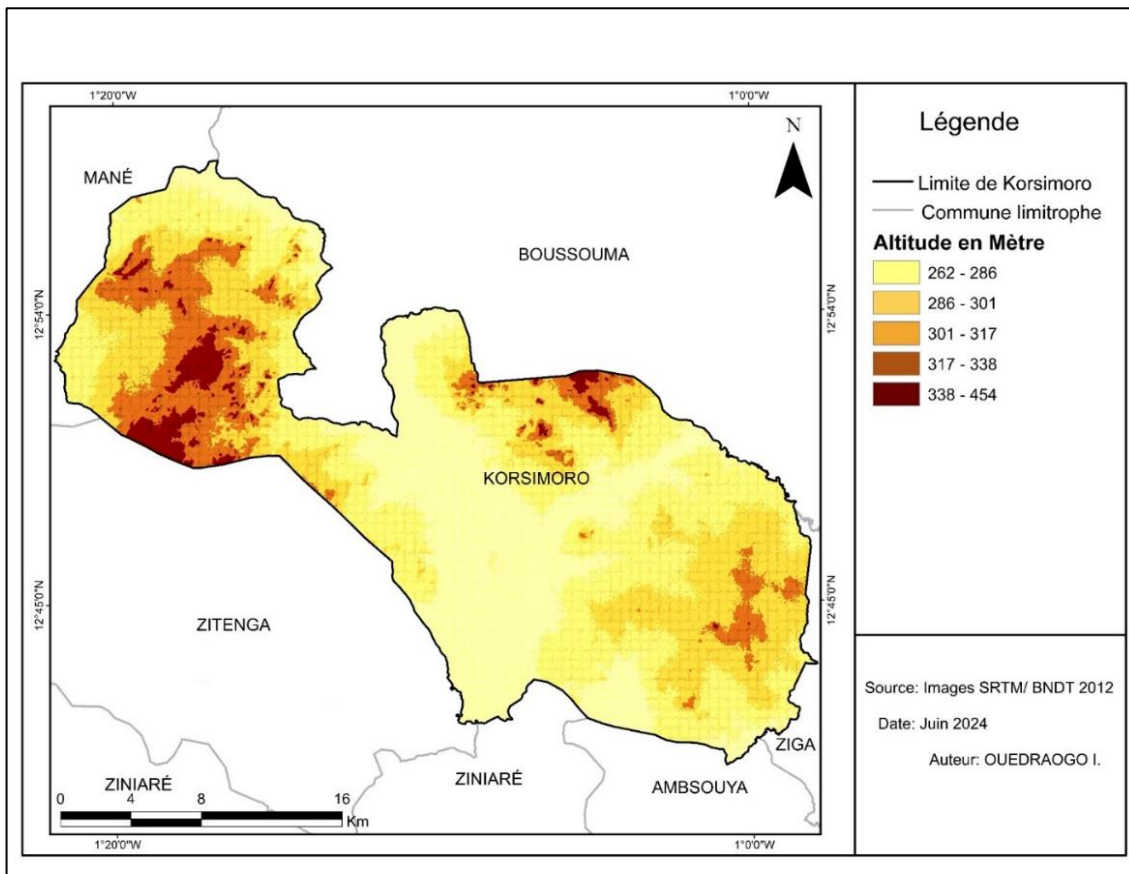 1°20'0"W
1°0'0"W
N
MANÉ
BOUSSOUMA
12°54'0"N
12°54'0"N
KORSIMORO
12°45'0"N
12°45'0"N
ZITENGA
ZIGA
ZINIARÉ
ZINIARÉ
AMBSOUYA
0 4 8 16
Km
1°20'0"W
1°0'0"W
Légende
Limite de Korsimoro
Commune limitrophe
Altitude en Mètre
262 - 286
286 - 301
301 - 317
317 - 338
338 - 454
Source: Images SRTM/ BNDT 2012
Date: Juin 2024
Auteur: OUEDRAOGO I.